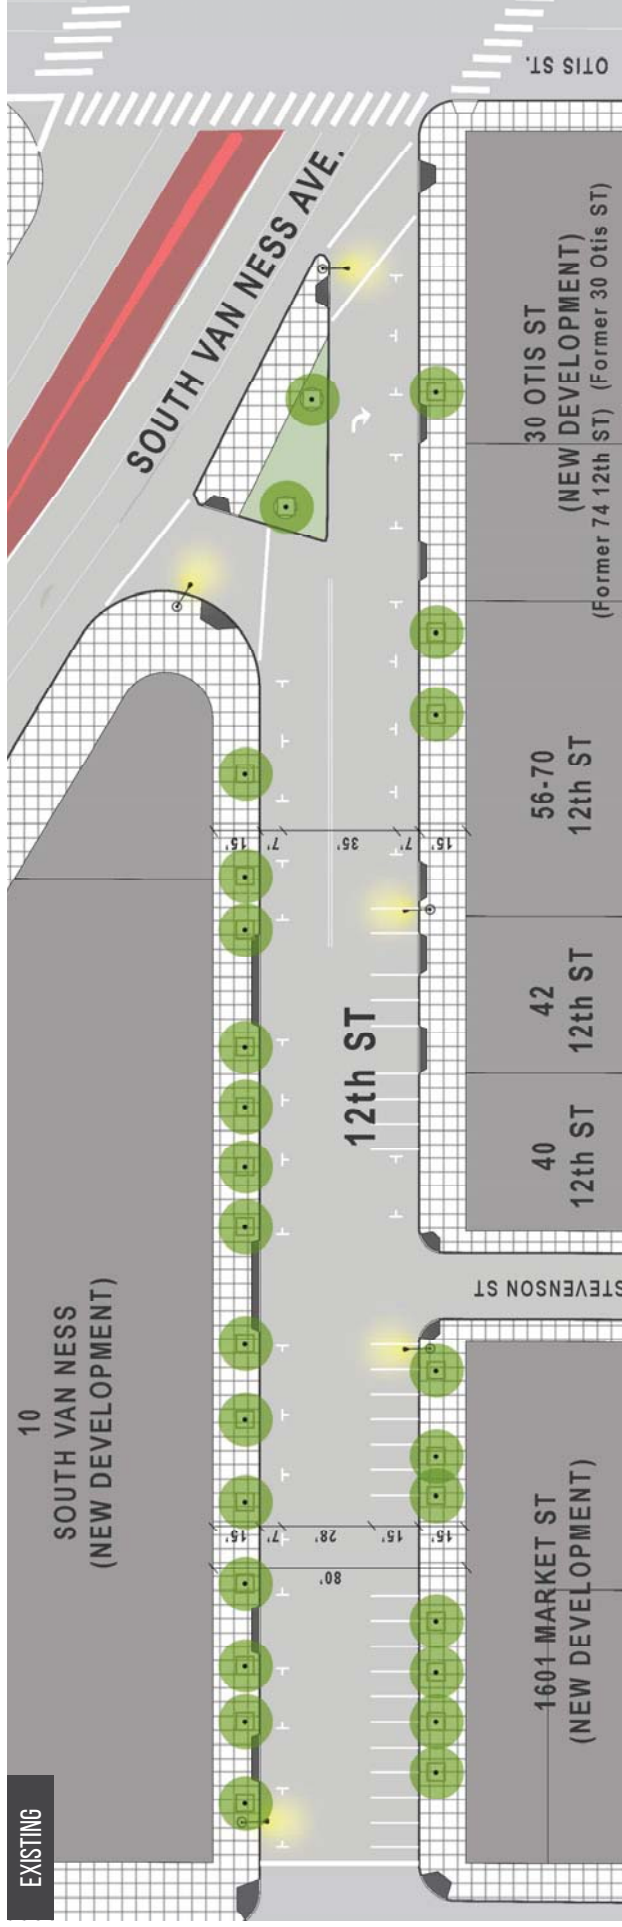 OTIS ST.
SOUTH VAN NESS AVE.
30 OTIS ST
(NEW DEVELOPMENT)
(Former 74 12th ST) (Former 30 Otis ST)
56-70
12th ST
15'
7'
35'
7'
15'
42
12th ST
12th ST
40
12th ST
STEVENSON ST
10
SOUTH VAN NESS
(NEW DEVELOPMENT)
15'
7'
28'
15'
15'
80'
1601 MARKET ST
(NEW DEVELOPMENT)
EXISTING